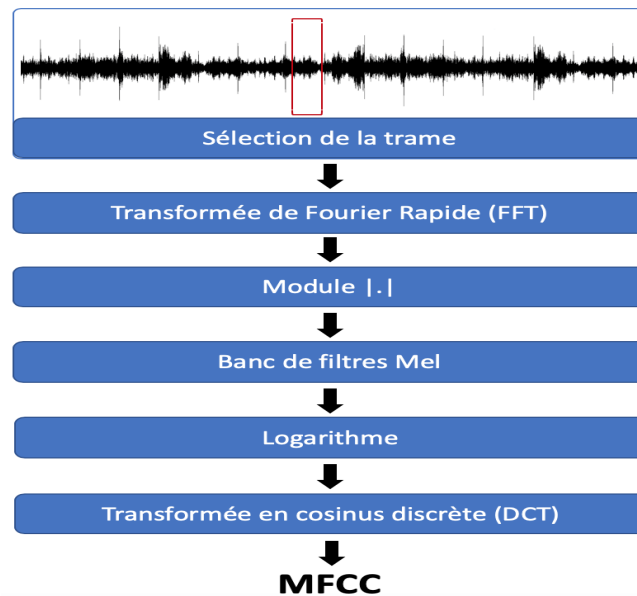 Sélection de la trame
Transformée de Fourier Rapide (FFT)
Module |.|
Banc de filtres Mel
Logarithme
Transformée en cosinus discrète (DCT)
MFCC